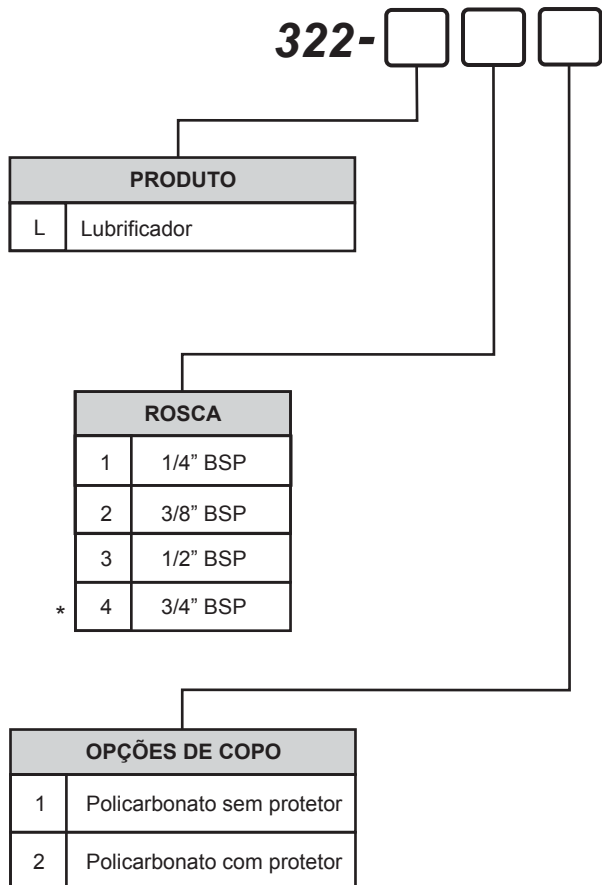 322-
PRODUTO
L Lubrificador
ROSCA
1 1/4” BSP
2 3/8” BSP
3 1/2” BSP
* 4 3/4” BSP
OPÇÕES DE COPO
1 Policarbonato sem protetor
2 Policarbonato com protetor